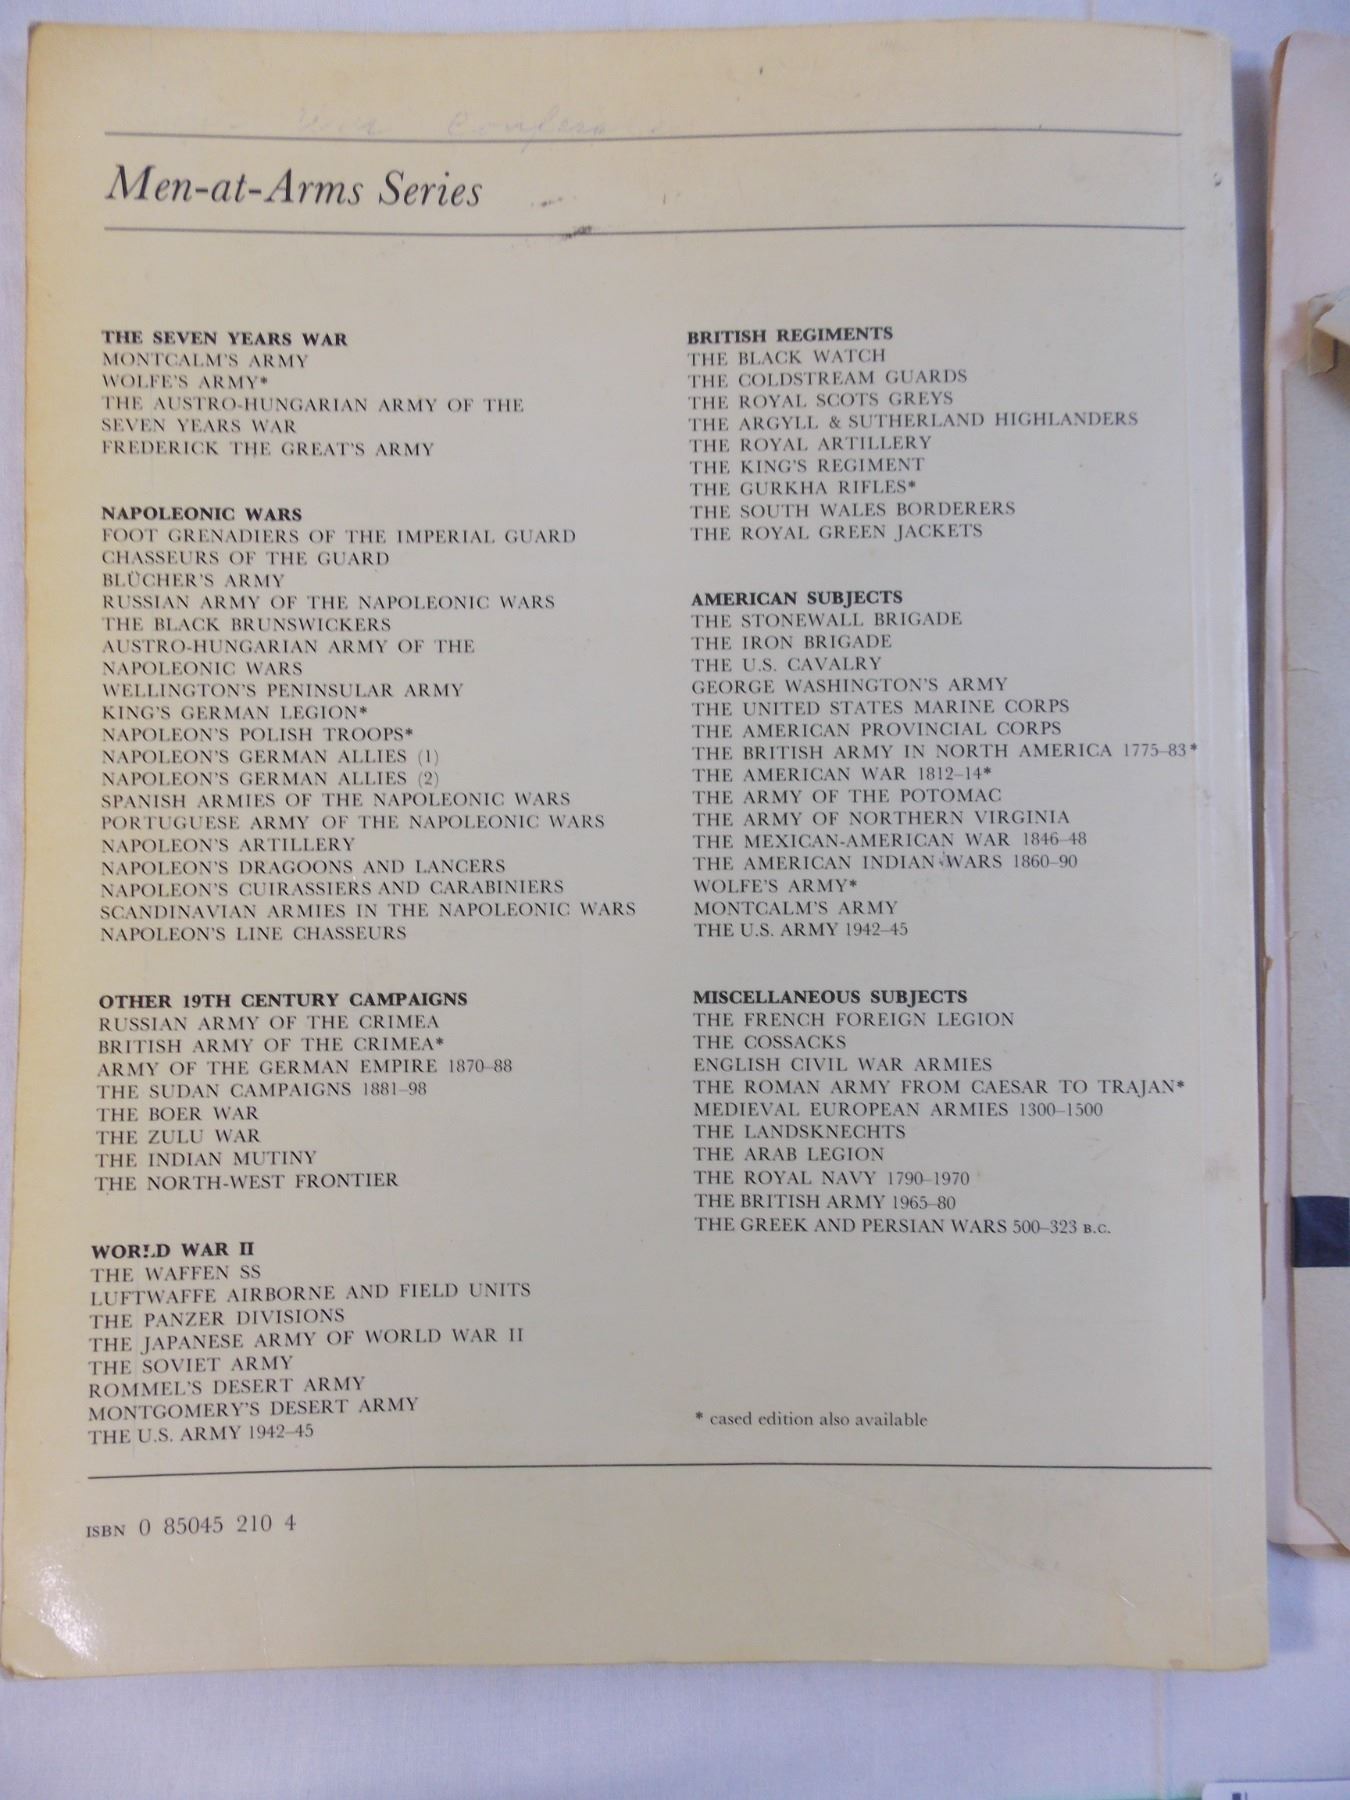 Men-at-Arms Series
THE SEVEN YEARS WAR
MONTCALM'S ARMY
WOLFE'S ARMY*
THE AUSTRO-HUNGARIAN ARMY OF THE
SEVEN YEARS WAR
FREDERICK THE GREAT'S ARMY
NAPOLEONIC WARS
FOOT GRENADIERS OF THE IMPERIAL GUARD
CHASSEURS OF THE GUARD
BLÜCHER'S ARMY
RUSSIAN ARMY OF THE NAPOLEONIC WARS
THE BLACK BRUNSWICKERS
AUSTRO-HUNGARIAN ARMY OF THE
NAPOLEONIC WARS
WELLINGTON'S PENINSULAR ARMY
KING'S GERMAN LEGION*
NAPOLEON'S POLISH TROOPS*
NAPOLEON'S GERMAN ALLIES (1)
NAPOLEON'S GERMAN ALLIES (2)
SPANISH ARMIES OF THE NAPOLEONIC WARS
PORTUGUESE ARMY OF THE NAPOLEONIC WARS
NAPOLEON'S ARTILLERY
NAPOLEON'S DRAGOONS AND LANCERS
NAPOLEON'S CUIRASSIERS AND CARABINIERS
SCANDINAVIAN ARMIES IN THE NAPOLEONIC WARS
NAPOLEON'S LINE CHASSEURS
OTHER 19TH CENTURY CAMPAIGNS
RUSSIAN ARMY OF THE CRIMEA
BRITISH ARMY OF THE CRIMEA*
ARMY OF THE GERMAN EMPIRE 1870–88
THE SUDAN CAMPAIGNS 1881–98
THE BOER WAR
THE ZULU WAR
THE INDIAN MUTINY
THE NORTH-WEST FRONTIER
WORLD WAR II
THE WAFFEN SS
LUFTWAFFE AIRBORNE AND FIELD UNITS
THE PANZER DIVISIONS
THE JAPANESE ARMY OF WORLD WAR II
THE SOVIET ARMY
ROMMEL'S DESERT ARMY
MONTGOMERY'S DESERT ARMY
THE U.S. ARMY 1942–45
BRITISH REGIMENTS
THE BLACK WATCH
THE COLDSTREAM GUARDS
THE ROYAL SCOTS GREYS
THE ARGYLL & SUTHERLAND HIGHLANDERS
THE ROYAL ARTILLERY
THE KING'S REGIMENT
THE GURKHA RIFLES*
THE SOUTH WALES BORDERERS
THE ROYAL GREEN JACKETS
AMERICAN SUBJECTS
THE STONEWALL BRIGADE
THE IRON BRIGADE
THE U.S. CAVALRY
GEORGE WASHINGTON'S ARMY
THE UNITED STATES MARINE CORPS
THE AMERICAN PROVINCIAL CORPS
THE BRITISH ARMY IN NORTH AMERICA 1775–83*
THE AMERICAN WAR 1812–14*
THE ARMY OF THE POTOMAC
THE ARMY OF NORTHERN VIRGINIA
THE MEXICAN-AMERICAN WAR 1846–48
THE AMERICAN INDIAN WARS 1860–90
WOLFE'S ARMY*
MONTCALM'S ARMY
THE U.S. ARMY 1942–45
MISCELLANEOUS SUBJECTS
THE FRENCH FOREIGN LEGION
THE COSSACKS
ENGLISH CIVIL WAR ARMIES
THE ROMAN ARMY FROM CAESAR TO TRAJAN*
MEDIEVAL EUROPEAN ARMIES 1300–1500
THE LANDSKNECHTS
THE ARAB LEGION
THE ROYAL NAVY 1790–1970
THE BRITISH ARMY 1965–80
THE GREEK AND PERSIAN WARS 500–323 B.C.
* cased edition also available
ISBN 0 85045 210 4